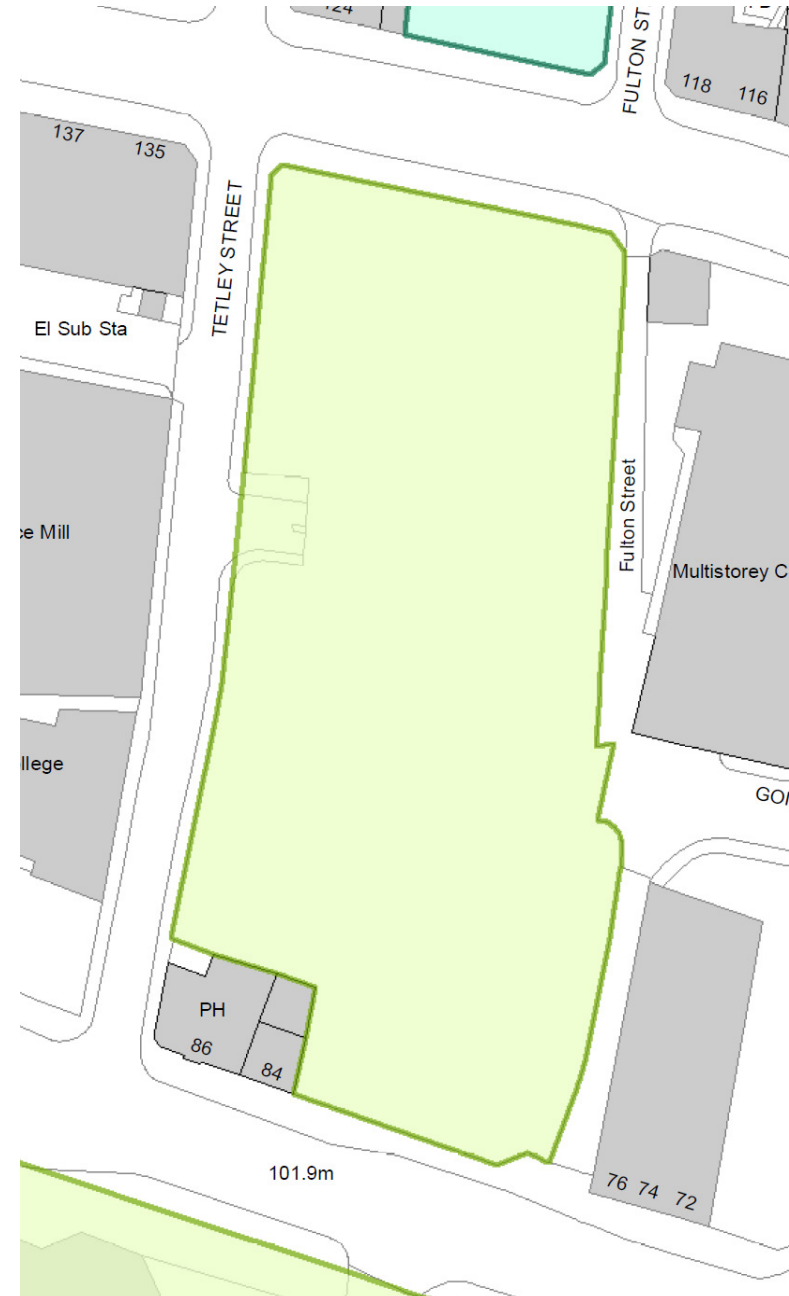 124
FULTON ST
118 116
137 135
TETLEY STREET
El Sub Sta
Fulton Street
ce Mill
Multistorey C
llege
GOI
PH
86
84
101.9m
76 74 72